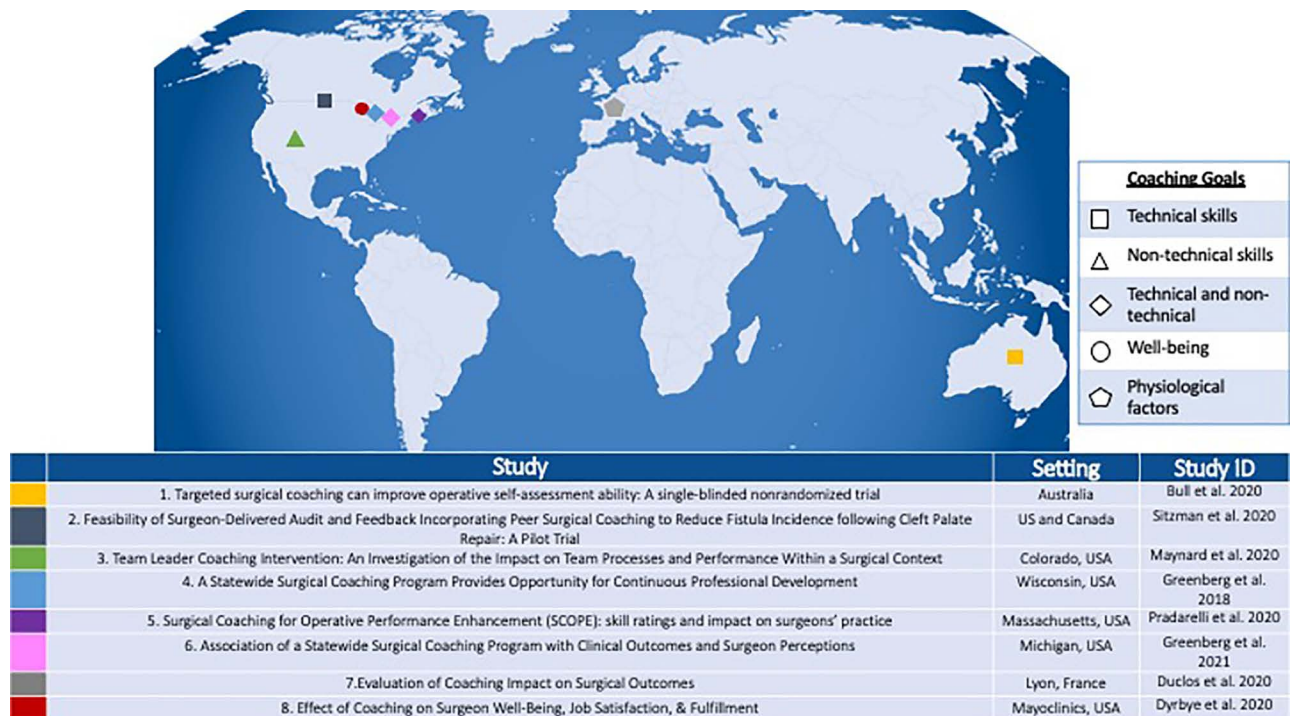 Coaching Goals
Technical skills
Non-technical skills
Technical and non-
technical
Well-being
Physiological
factors
Study Setting Study ID
1. Targeted surgical coaching can improve operative self-assessment ability: A single-blinded nonrandomized trial Australia Bull et al. 2020
2. Feasibility of Surgeon-Delivered Audit and Feedback Incorporating Peer Surgical Coaching to Reduce Fistula Incidence following Cleft Palate US and Canada Sitzman et al. 2020
Repair: A Pilot Trial
3. Team Leader Coaching Intervention: An Investigation of the Impact on Team Processes and Performance Within a Surgical Context Colorado, USA Maynard et al. 2020
4. A Statewide Surgical Coaching Program Provides Opportunity for Continuous Professional Development Wisconsin, USA Greenberg et al.
2018
5. Surgical Coaching for Operative Performance Enhancement (SCOPE): skill ratings and impact on surgeons' practice Massachusetts, USA Pradarelli et al. 2020
6. Association of a Statewide Surgical Coaching Program with Clinical Outcomes and Surgeon Perceptions Michigan, USA Greenberg et al.
2021
7.Evaluation of Coaching Impact on Surgical Outcomes Lyon, France Duclos et al. 2020
8. Effect of Coaching on Surgeon Well-Being, Job Satisfaction, & Fulfillment Mayoclinics, USA Dyrbye et al. 2020